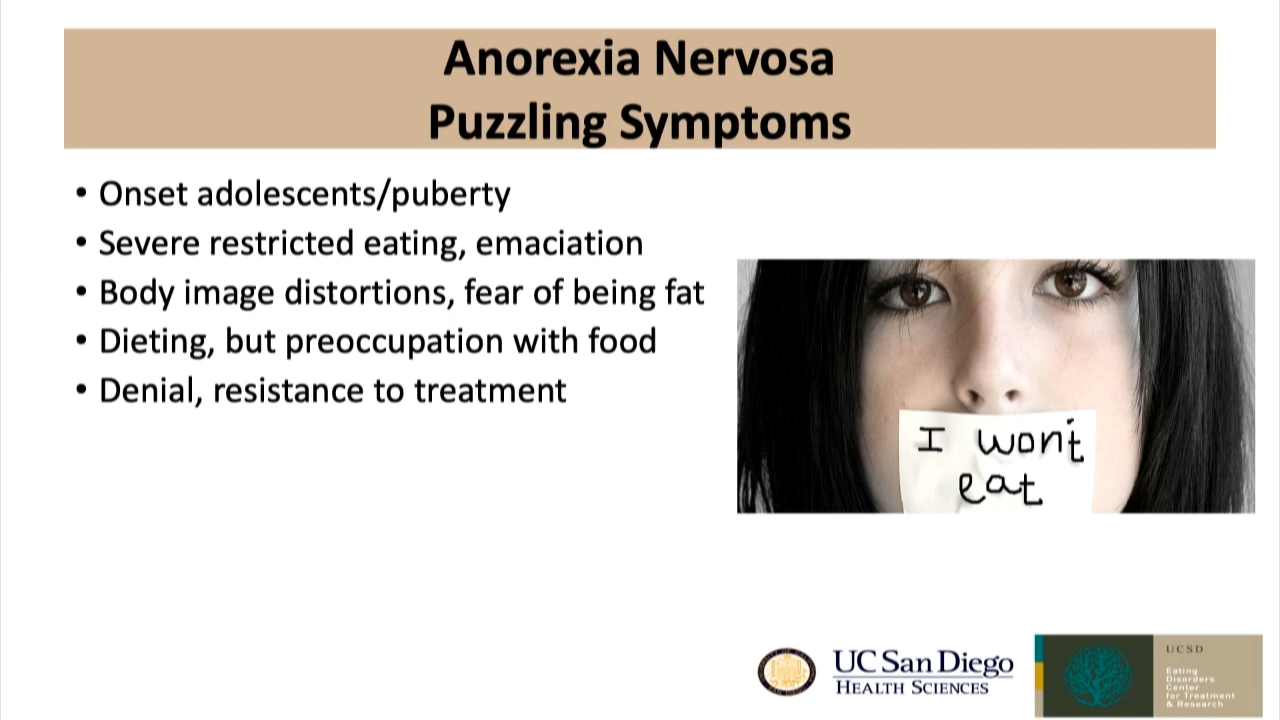 Anorexia Nervosa
Puzzling Symptoms
• Onset adolescents/puberty
• Severe restricted eating, emaciation
• Body image distortions, fear of being fat
• Dieting, but preoccupation with food
• Denial, resistance to treatment
I won't
eat
UC San Diego
HEALTH SCIENCES
UCSD
Eating
Disorders
Center
for Treatment
& Research